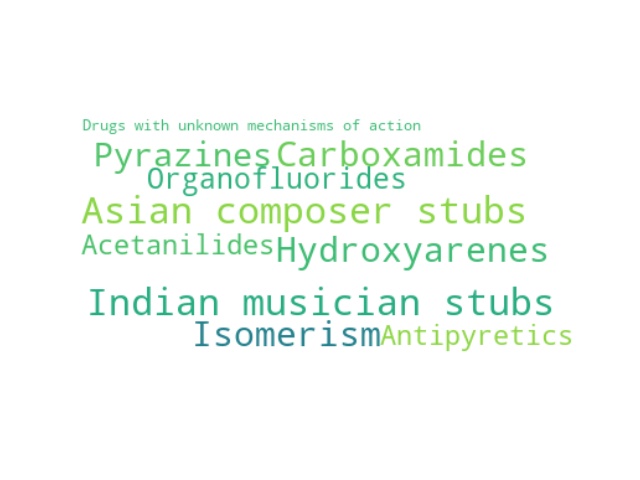 Drugs with unknown mechanisms of action
Pyrazines Carboxamides
Organofluorides
Asian composer stubs
Acetanilides Hydroxyarenes
Indian musician stubs
Isomerism Antipyretics